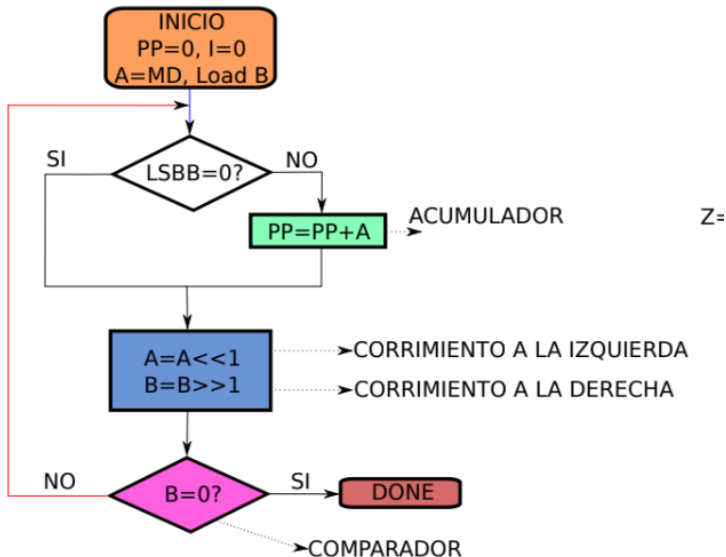 INICIO
PP=0, I=0
A=MD, Load B
SI
LSBB=0?
NO
PP=PP+A
ACUMULADOR
Z=
A=A<<1
B=B>>1
CORRIMIENTO A LA IZQUIERDA
CORRIMIENTO A LA DERECHA
NO
B=0?
SI
DONE
COMPARADOR